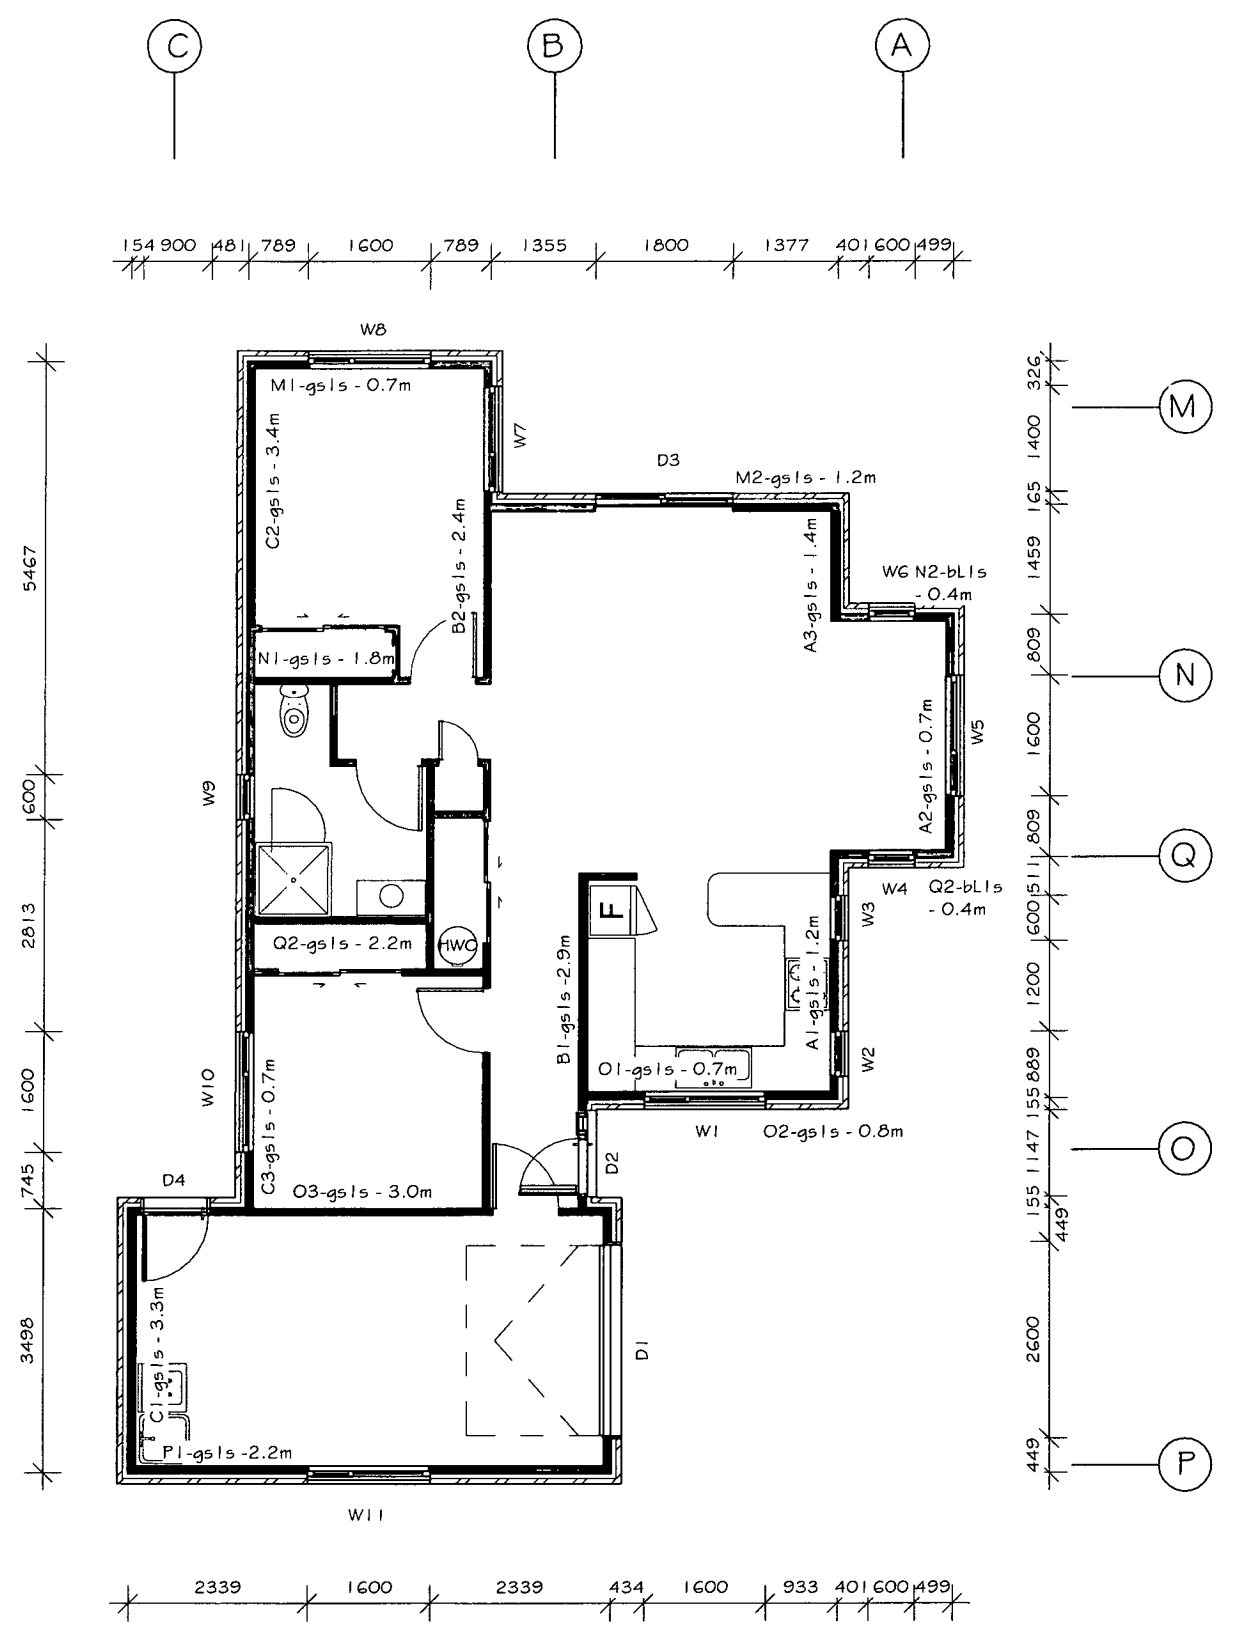 C
B
A
154 900 481 789 1600 789 1355 1800 1377 401 600 499
W8
M1-gs1s - 0.7m
C2-gs1s - 3.4m
B2-gs1s - 2.4m
W7
D3
M2-gs1s - 1.2m
A3-gs1s - 1.4m
W6
N2-bL1s
- 0.4m
N1-gs1s - 1.8m
A2-gs1s - 0.7m
W5
W9
W4
Q2-bL1s
- 0.4m
W3
F
Q2-gs1s - 2.2m
HWC
B1-gs1s -2.9m
A1-gs1s - 1.2m
W2
O1-gs1s - 0.7m
W10
C3-gs1s - 0.7m
W1
O2-gs1s - 0.8m
D2
D4
O3-gs1s - 3.0m
C1-gs1s - 3.3m
D1
P1-gs1s -2.2m
W11
5467
600
2813
1600
745
3498
326
1400
165
1459
809
1600
809
511
600
1200
889
155
1147
155
449
2600
449
M
N
Q
O
P
2339 1600 2339 434 1600 933 401 600 499